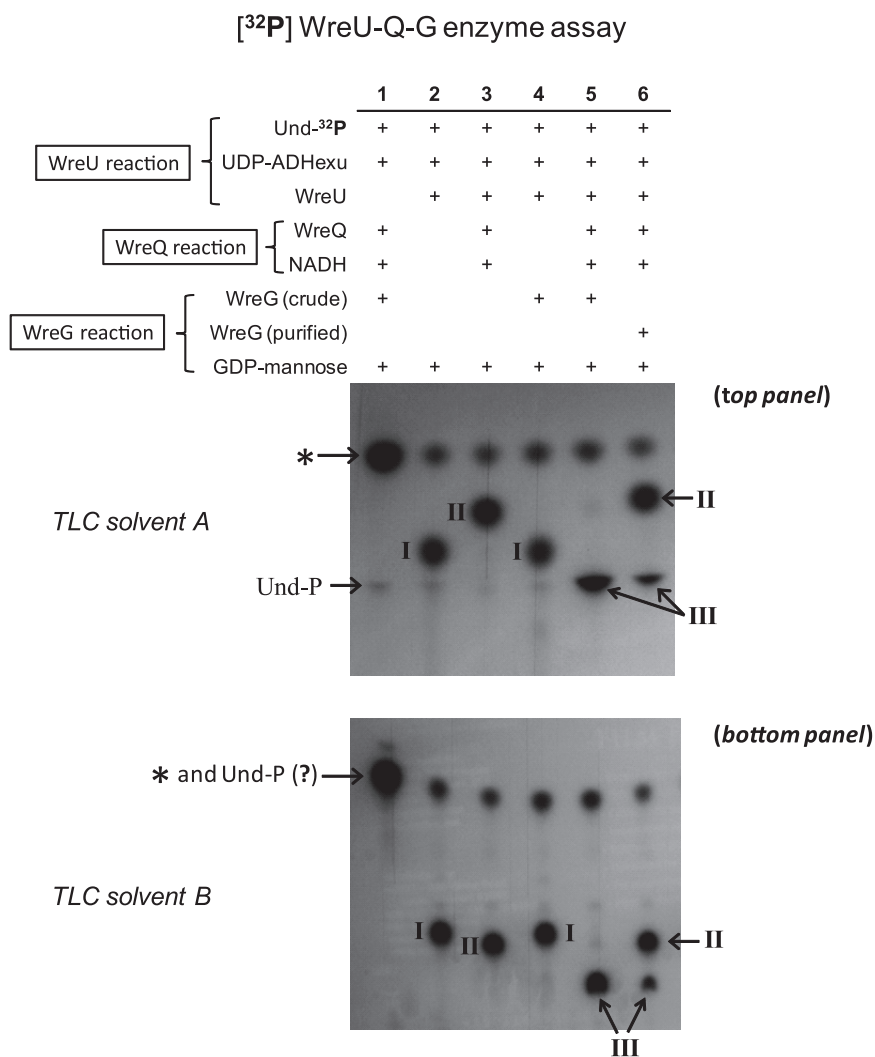 [³²P] WreU-Q-G enzyme assay
1 2 3 4 5 6
Und-³²P + + + + + +
WreU reaction UDP-ADHexu + + + + + +
WreU + + + + +
WreQ reaction WreQ + + + +
NADH + + + +
WreG (crude) + + +
WreG reaction WreG (purified) +
GDP-mannose + + + + + +
(top panel)
*
II II
TLC solvent A
I I
Und-P
III
(bottom panel)
* and Und-P (?)
TLC solvent B
I II I II
III